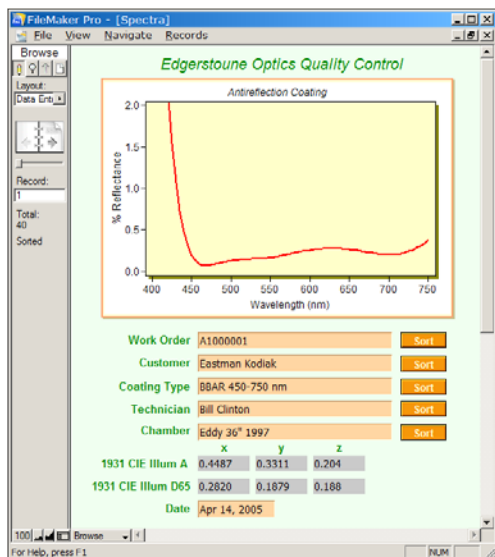 FileMaker Pro - [Spectra]
File View Navigate Records
Browse
Layout:
Data Ent
Record:
1
Total:
40
Sorted
Edgerstoune Optics Quality Control
Antireflection Coating
% Reflectance
2.0
1.5
1.0
0.5
0.0
400 450 500 550 600 650 700 750
Wavelength (nm)
Work Order A1000001 Sort
Customer Eastman Kodiak Sort
Coating Type BBAR 450-750 nm Sort
Technician Bill Clinton Sort
Chamber Eddy 36" 1997 Sort
x y z
1931 CIE Illum A 0.4487 0.3311 0.204
1931 CIE Illum D65 0.2820 0.1879 0.188
Date Apr 14, 2005
100 Browse
For Help, press F1 NUM